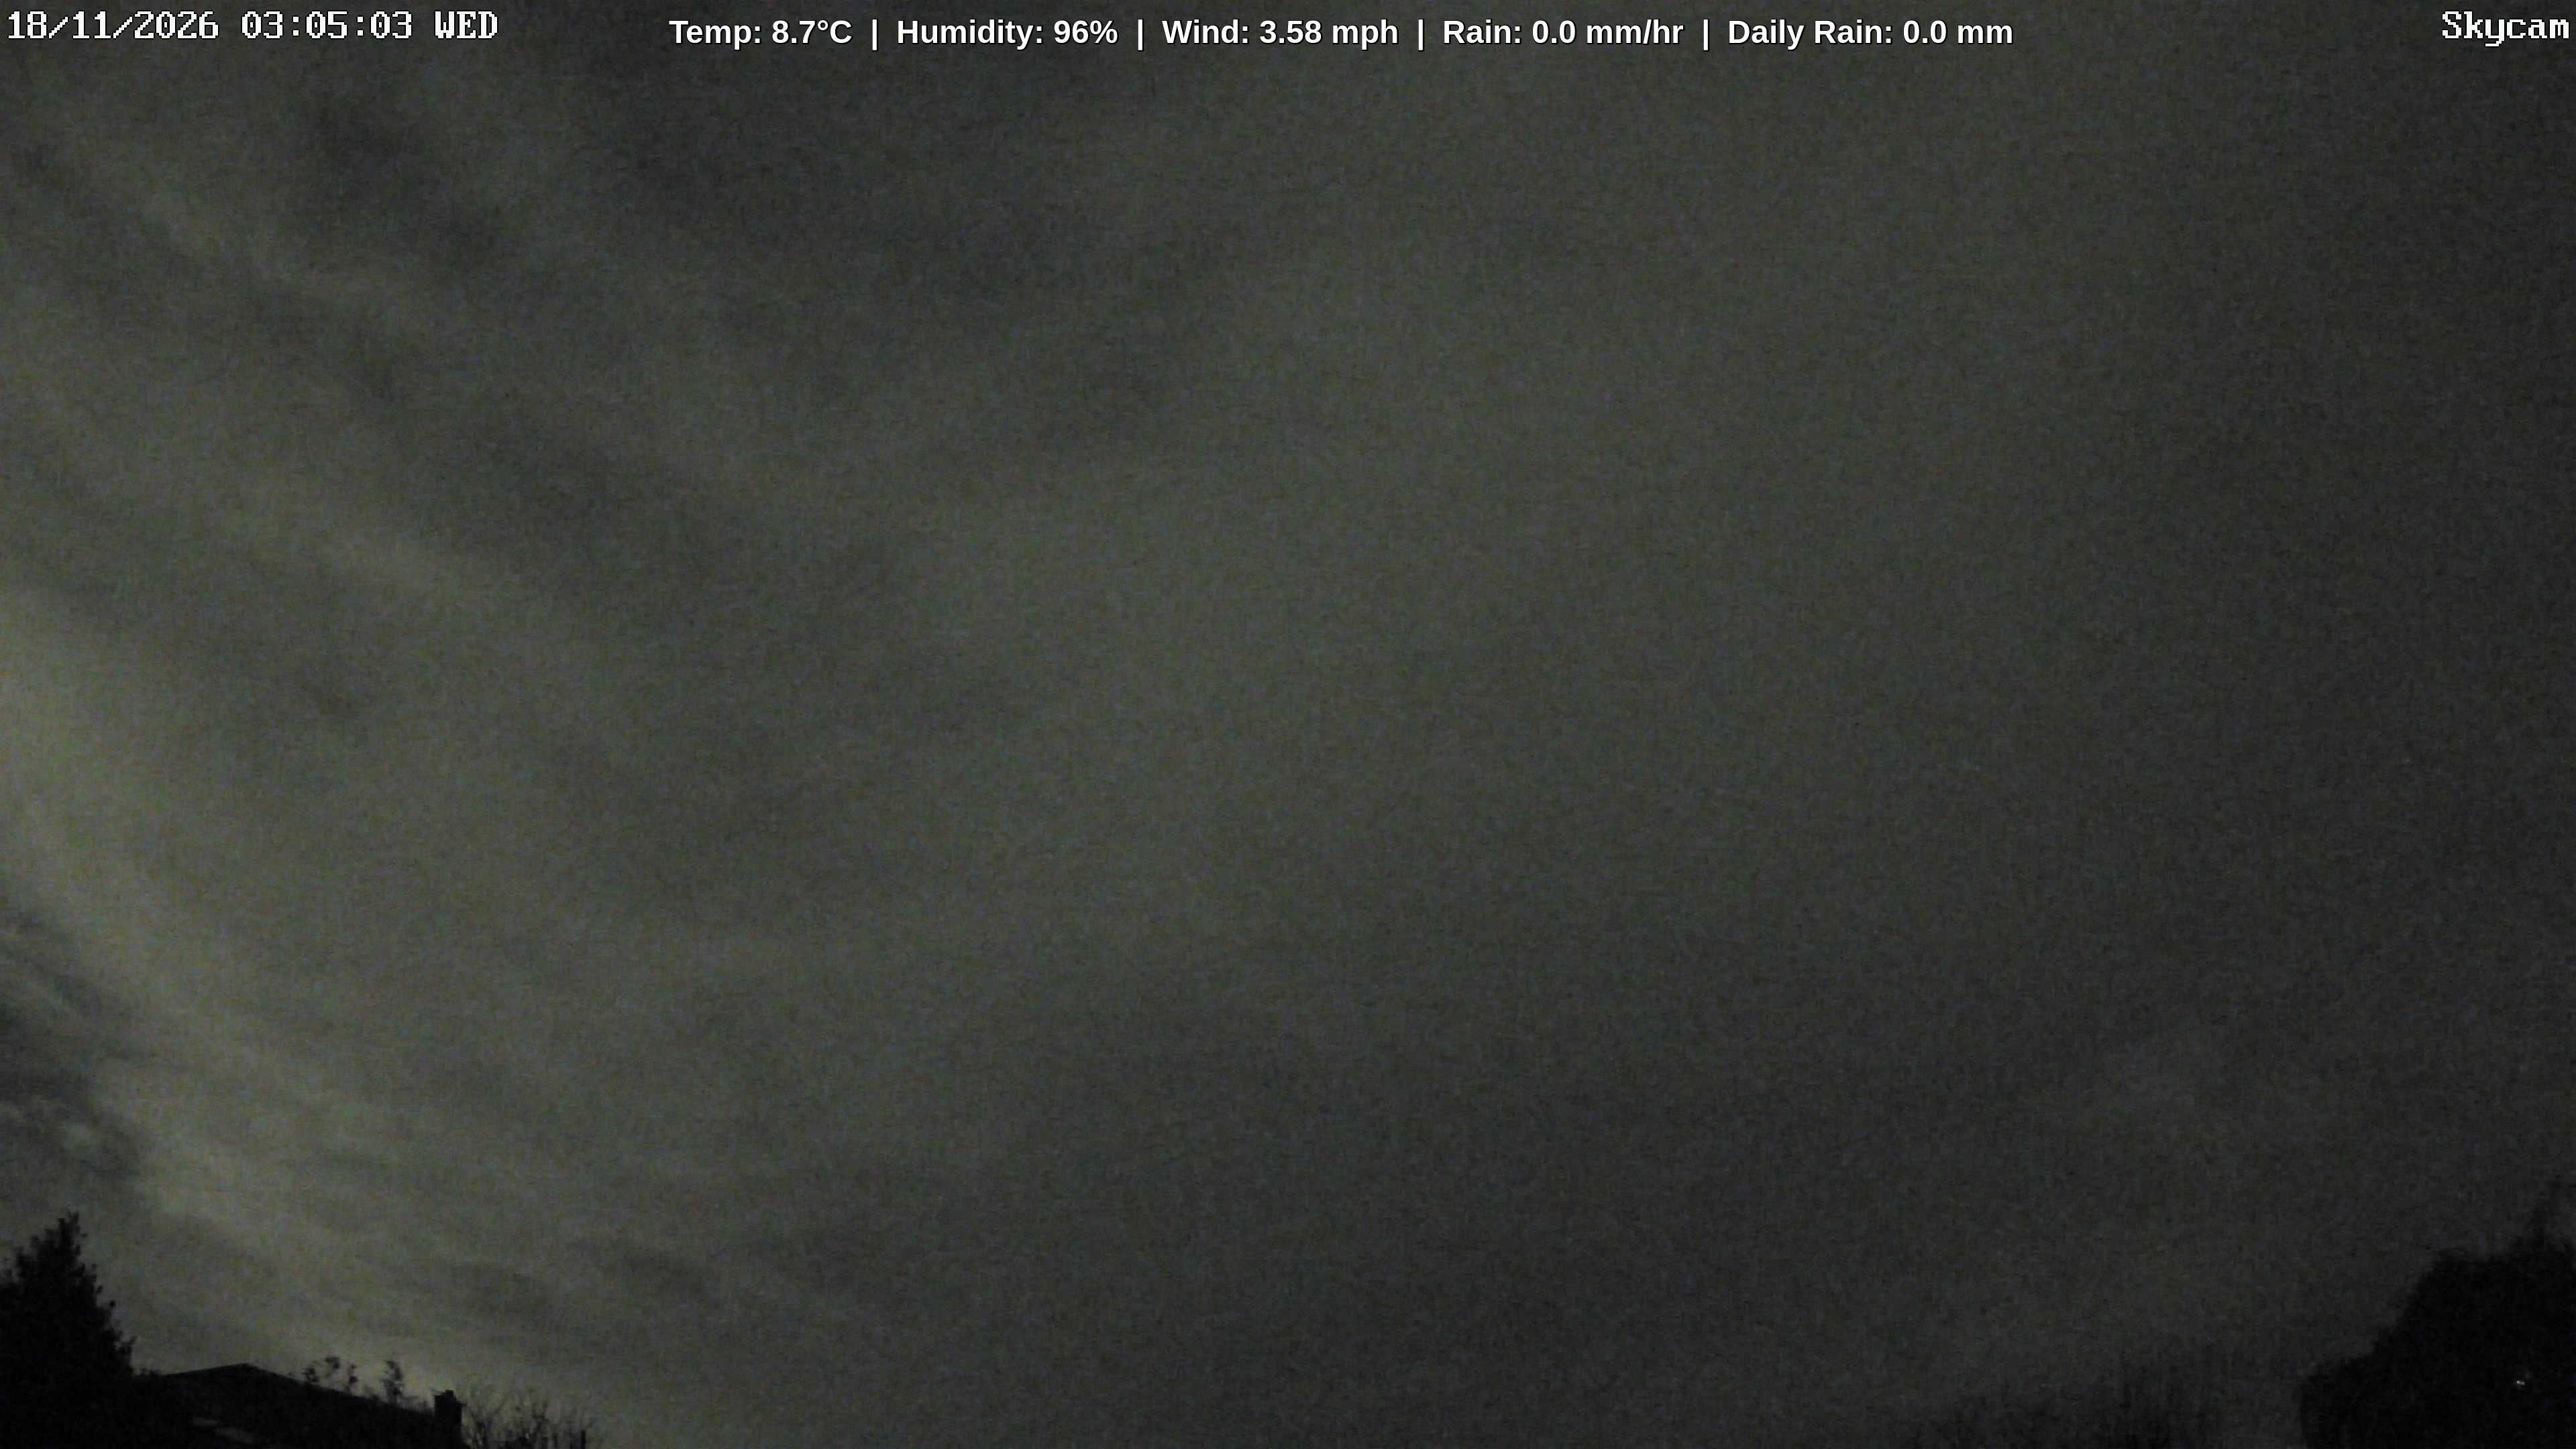 18/11/2026 03:05:03 WED
Temp: 8.7°C | Humidity: 96% | Wind: 3.58 mph | Rain: 0.0 mm/hr | Daily Rain: 0.0 mm
Skycam